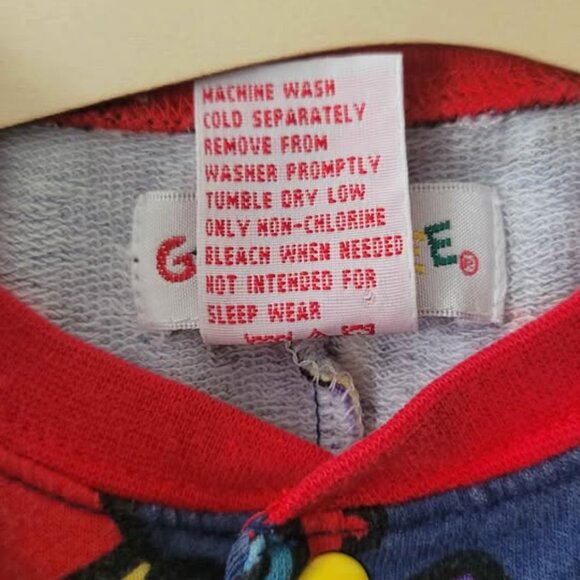 MACHINE WASH
COLD SEPARATELY
REMOVE FROM
WASHER PROMPTLY
TUMBLE DRY LOW
ONLY NON-CHLORINE
BLEACH WHEN NEEDED
NOT INTENDED FOR
SLEEP WEAR
G EE®